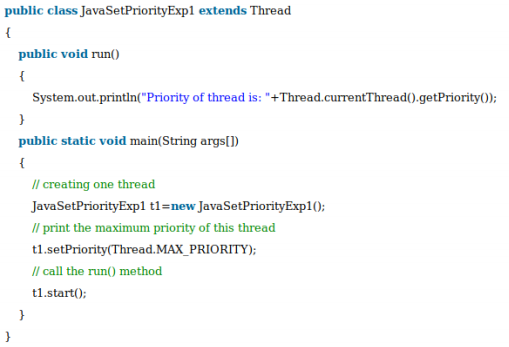 public class JavaSetPriorityExp1 extends Thread
{
public void run()
{
System.out.println("Priority of thread is: "+Thread.currentThread().getPriority());
}
public static void main(String args[])
{
// creating one thread
JavaSetPriorityExp1 t1=new JavaSetPriorityExp1();
// print the maximum priority of this thread
t1.setPriority(Thread.MAX_PRIORITY);
// call the run() method
t1.start();
}
}